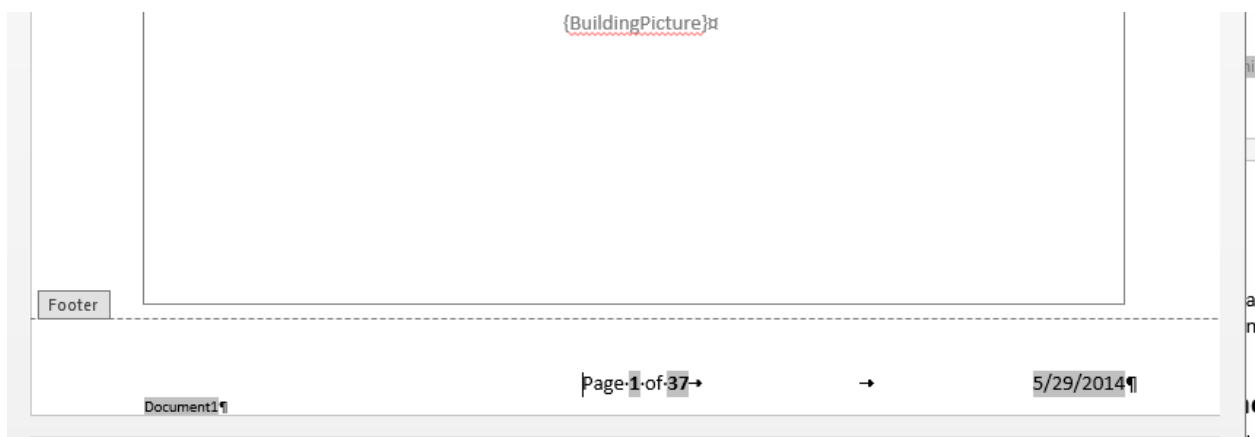 {BuildingPicture}¤
Footer
Page·1·of·37→ → 5/29/2014¶
Document1¶